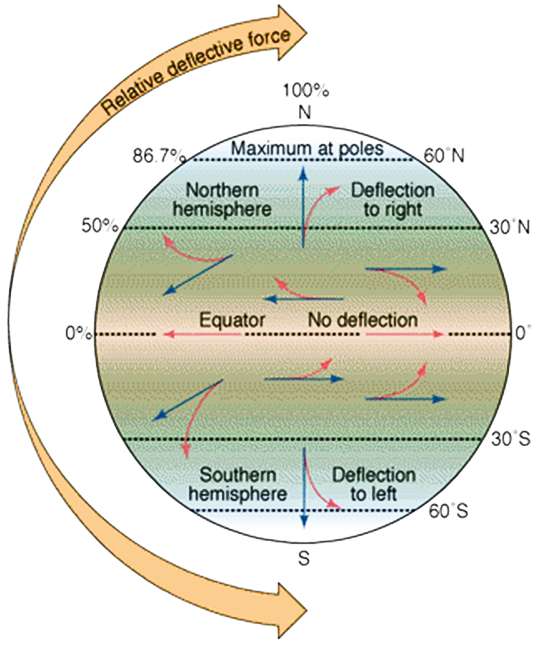 Relative deflective force
100%
N
86.7%
Maximum at poles
60°N
Northern
hemisphere
Deflection
to right
50%
30°N
0%
Equator
No deflection
0°
30°S
Southern
hemisphere
Deflection
to left
60°S
S